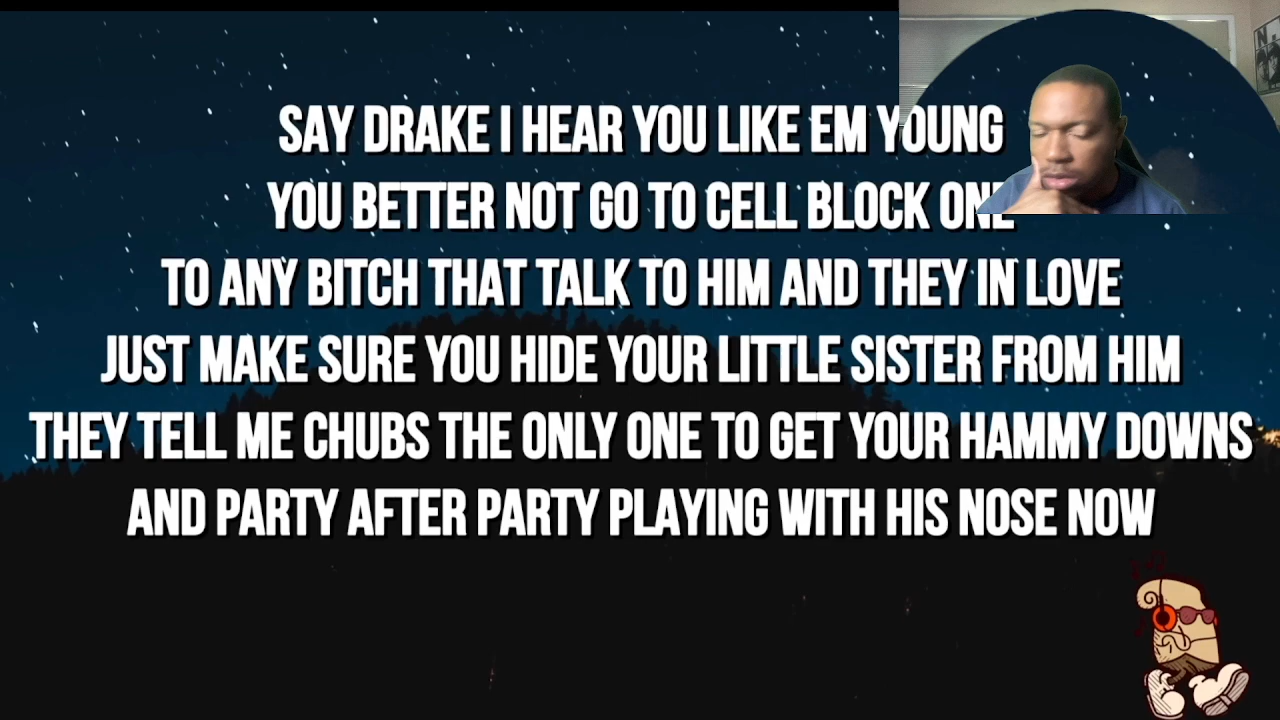 SAY DRAKE I HEAR YOU LIKE EM YOUNG
YOU BETTER NOT GO TO CELL BLOCK ONE
TO ANY BITCH THAT TALK TO HIM AND THEY IN LOVE
JUST MAKE SURE YOU HIDE YOUR LITTLE SISTER FROM HIM
THEY TELL ME CHUBS THE ONLY ONE TO GET YOUR HAMMY DOWNS
AND PARTY AFTER PARTY PLAYING WITH HIS NOSE NOW